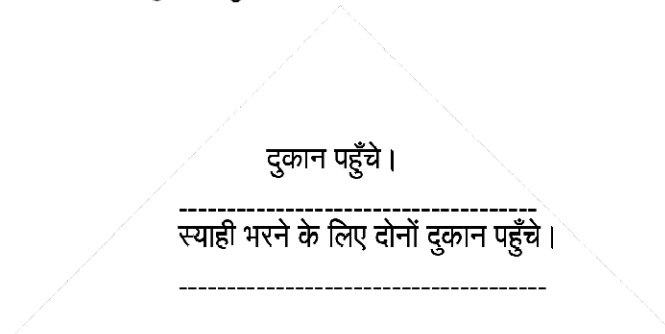 दुकान पहुँचे।
स्याही भरने के लिए दोनों दुकान पहुँचे।